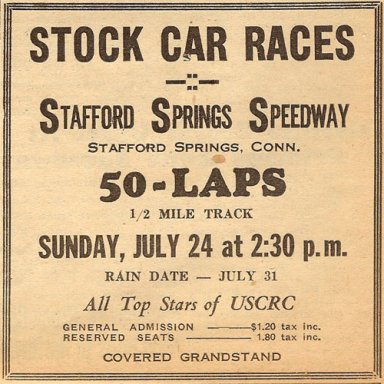 STOCK CAR RACES
STAFFORD SPRINGS SPEEDWAY
STAFFORD SPRINGS, CONN.
50-LAPS
1/2 MILE TRACK
SUNDAY, JULY 24 at 2:30 p.m.
RAIN DATE — JULY 31
All Top Stars of USCRC
GENERAL ADMISSION ——— $1.20 tax inc.
RESERVED SEATS ——— 1.80 tax inc.
COVERED GRANDSTAND